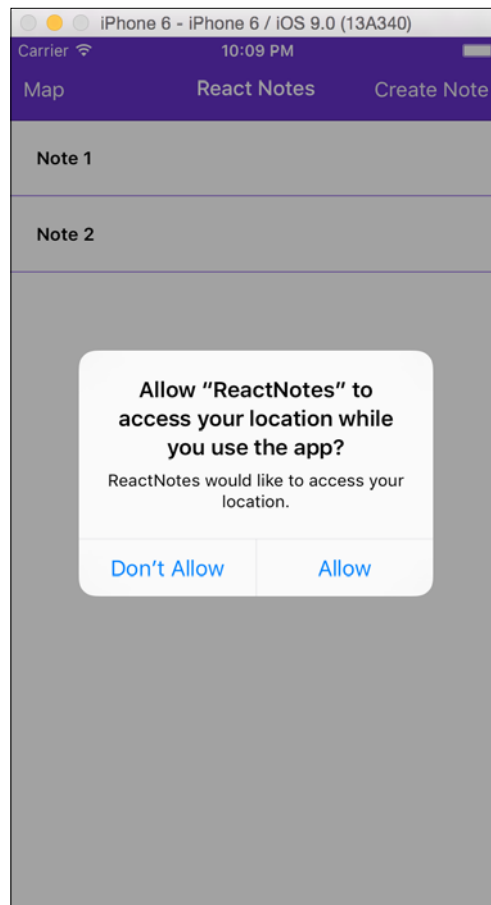 iPhone 6 - iPhone 6 / iOS 9.0 (13A340)
Carrier 10:09 PM
Map React Notes Create Note
Note 1
Note 2
Allow “ReactNotes” to
access your location while
you use the app?
ReactNotes would like to access your
location.
Don’t Allow Allow